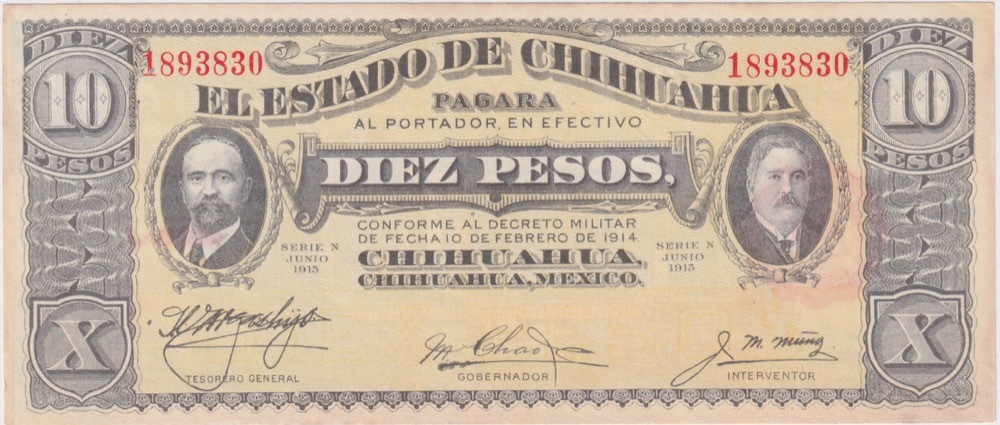 DIEZ
10
PESOS
1893830
EL ESTADO DE CHIHUAHUA
1893830
DIEZ
10
PESOS
PAGARA
AL PORTADOR, EN EFECTIVO
DIEZ PESOS,
CONFORME AL DECRETO MILITAR
DE FECHA 10 DE FEBRERO DE 1914.
CHIHUAHUA,
CHIHUAHUA, MEXICO.
SERIE N
JUNIO
1915
SERIE N
JUNIO
1915
X
TESORERO GENERAL
M. Chao
GOBERNADOR
J. M. Muñoz
INTERVENTOR
X